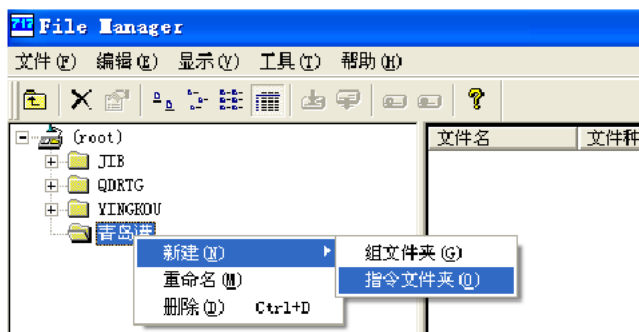 717 File Manager
文件(F) 编辑(E) 显示(V) 工具(T) 帮助(H)
(root)
JIB
QDRTG
YINGKOU
青岛港
文件名 文件种
新建(N)
重命名(M)
删除(D) Ctrl+D
组文件夹(G)
指令文件夹(O)